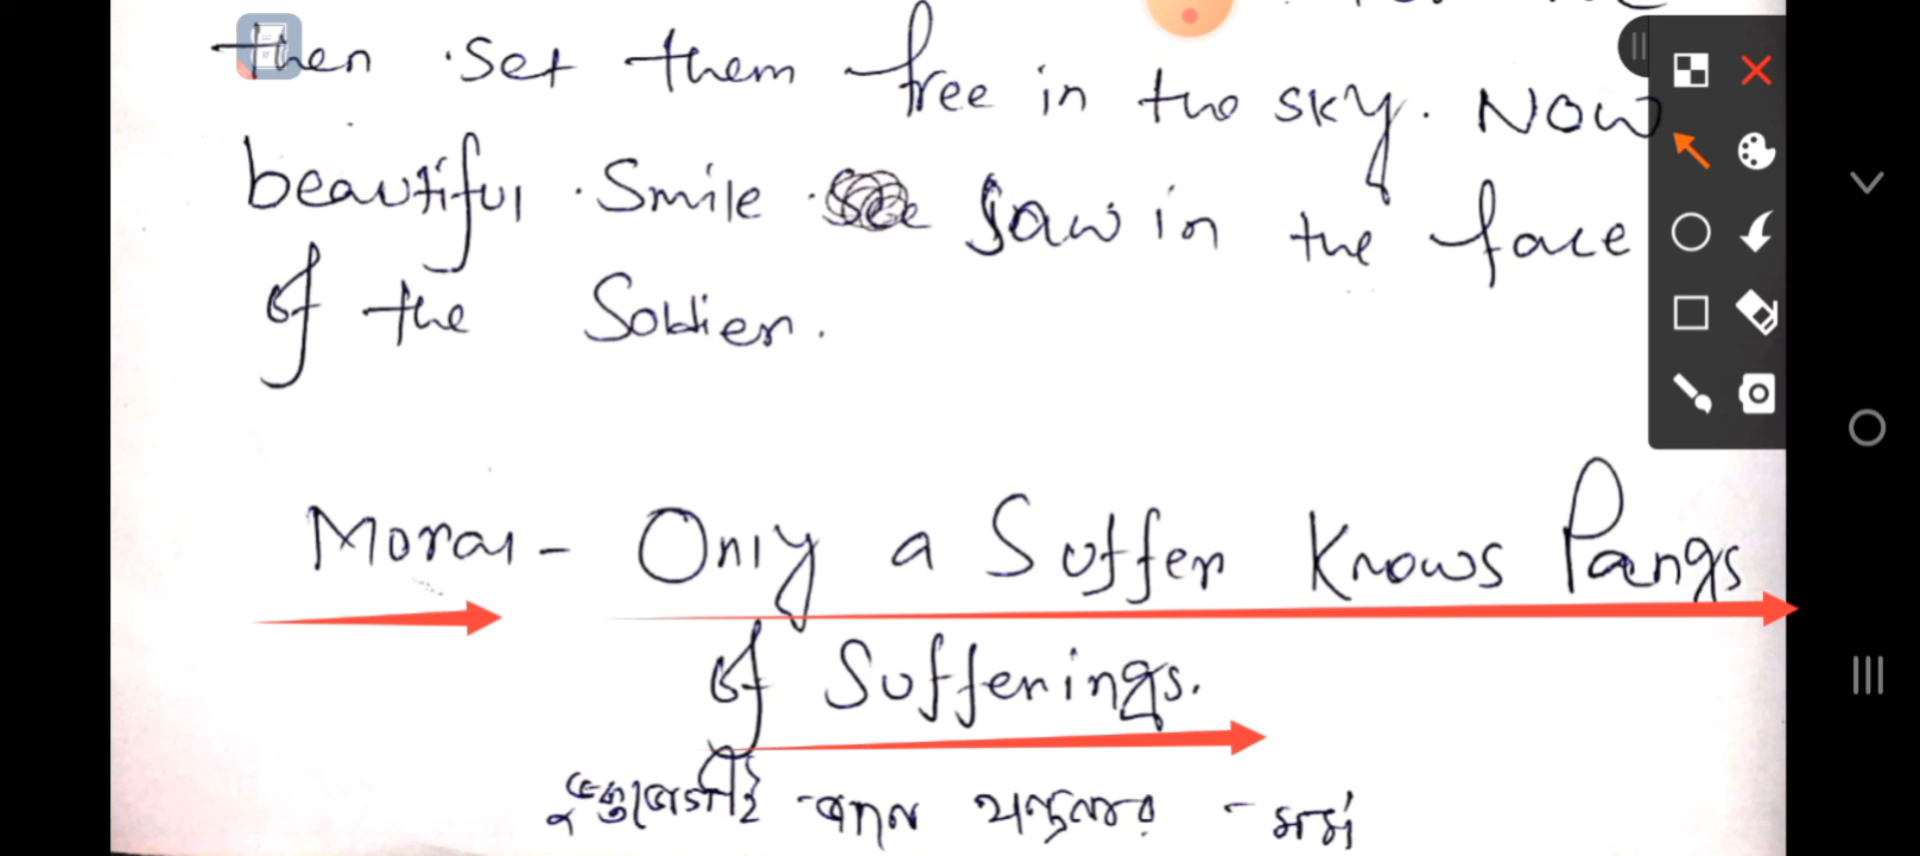 then set them free in the sky. Now
beautiful Smile saw in the face
of the Soldier.
Moral - Only a Suffer Knows Pangs
of Sufferings.